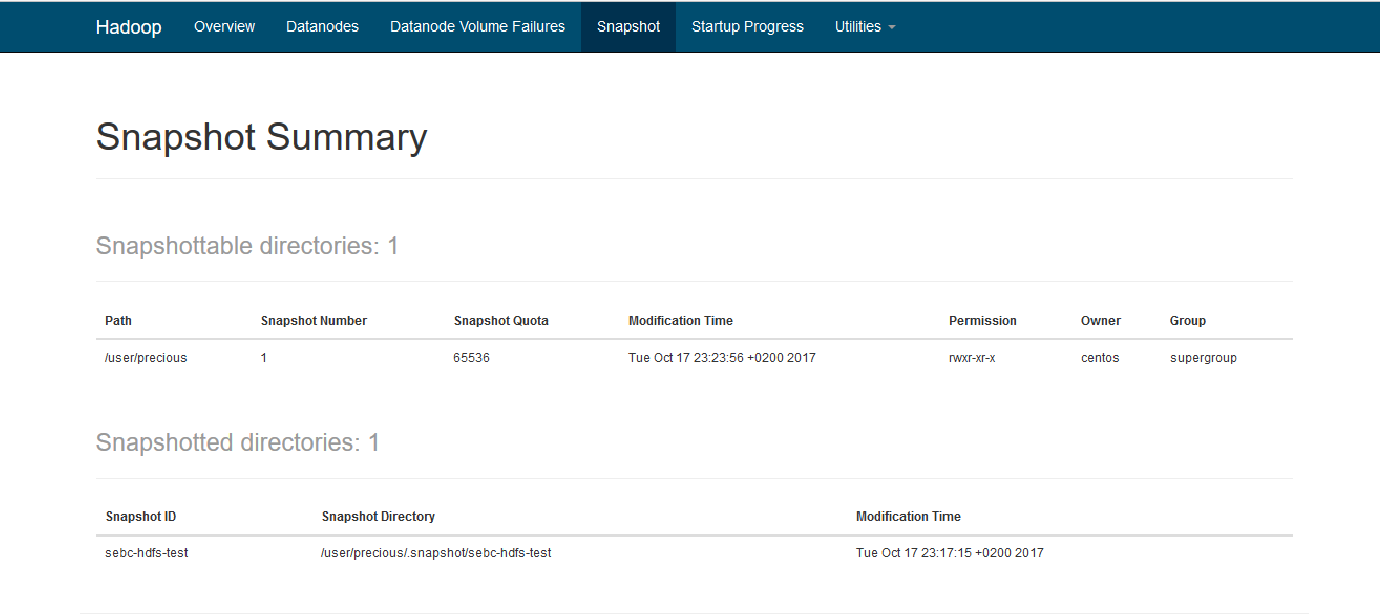 Hadoop Overview Datanodes Datanode Volume Failures Snapshot Startup Progress Utilities
Snapshot Summary
Snapshottable directories: 1
Path Snapshot Number Snapshot Quota Modification Time Permission Owner Group
/user/precious 1 65536 Tue Oct 17 23:23:56 +0200 2017 rwxr-xr-x centos supergroup
Snapshotted directories: 1
Snapshot ID Snapshot Directory Modification Time
sebc-hdfs-test /user/precious/.snapshot/sebc-hdfs-test Tue Oct 17 23:17:15 +0200 2017